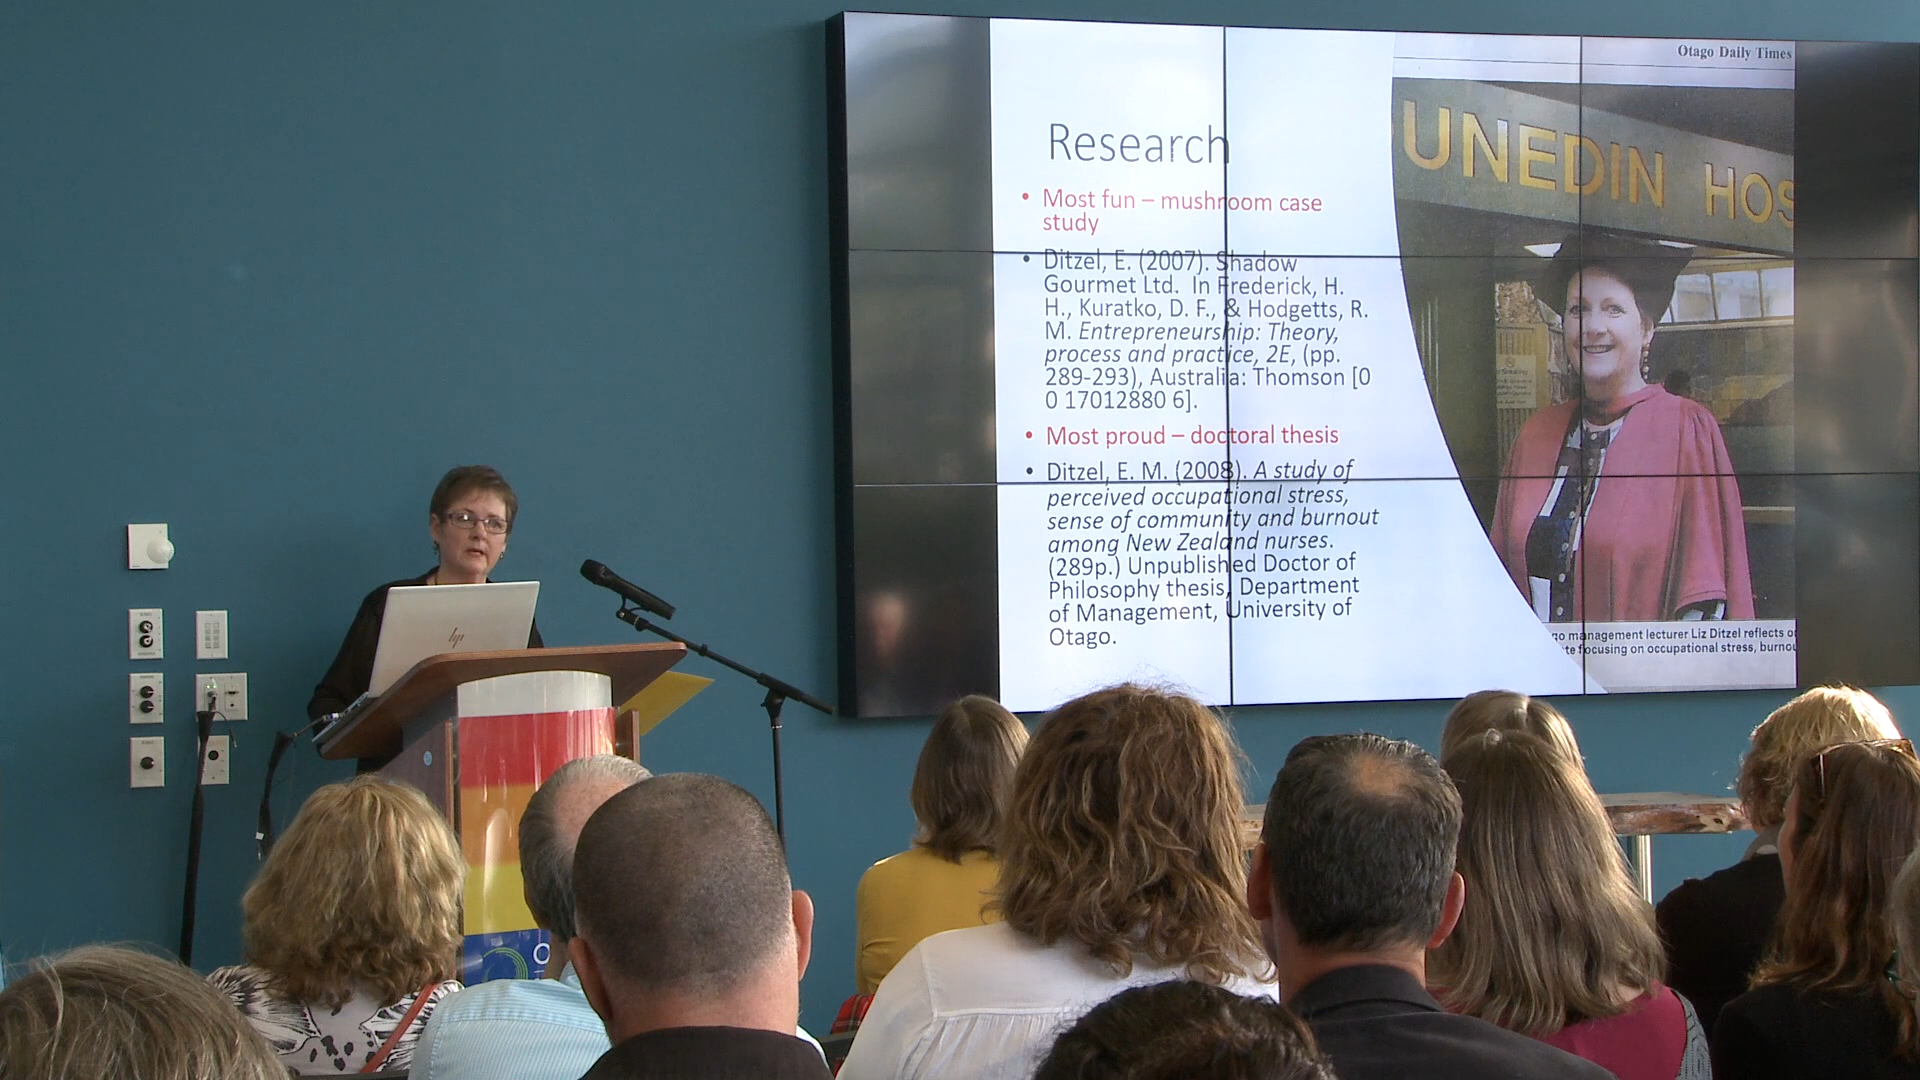 Otago Daily Times
UNEDIN HOS
Research
• Most fun – mushroom case
study
• Ditzel, E. (2007). Shadow
Gourmet Ltd. In Frederick, H.
H., Kuratko, D. F., & Hodgetts, R.
M. Entrepreneurship: Theory,
process and practice, 2E, (pp.
289-293), Australia: Thomson [0
0 17012880 6].
• Most proud – doctoral thesis
• Ditzel, E. M. (2008). A study of
perceived occupational stress,
sense of community and burnout
among New Zealand nurses.
(289p.) Unpublished Doctor of
Philosophy thesis, Department
of Management, University of
Otago.
go management lecturer Liz Ditzel reflects o
te focusing on occupational stress, burnou
hp
O